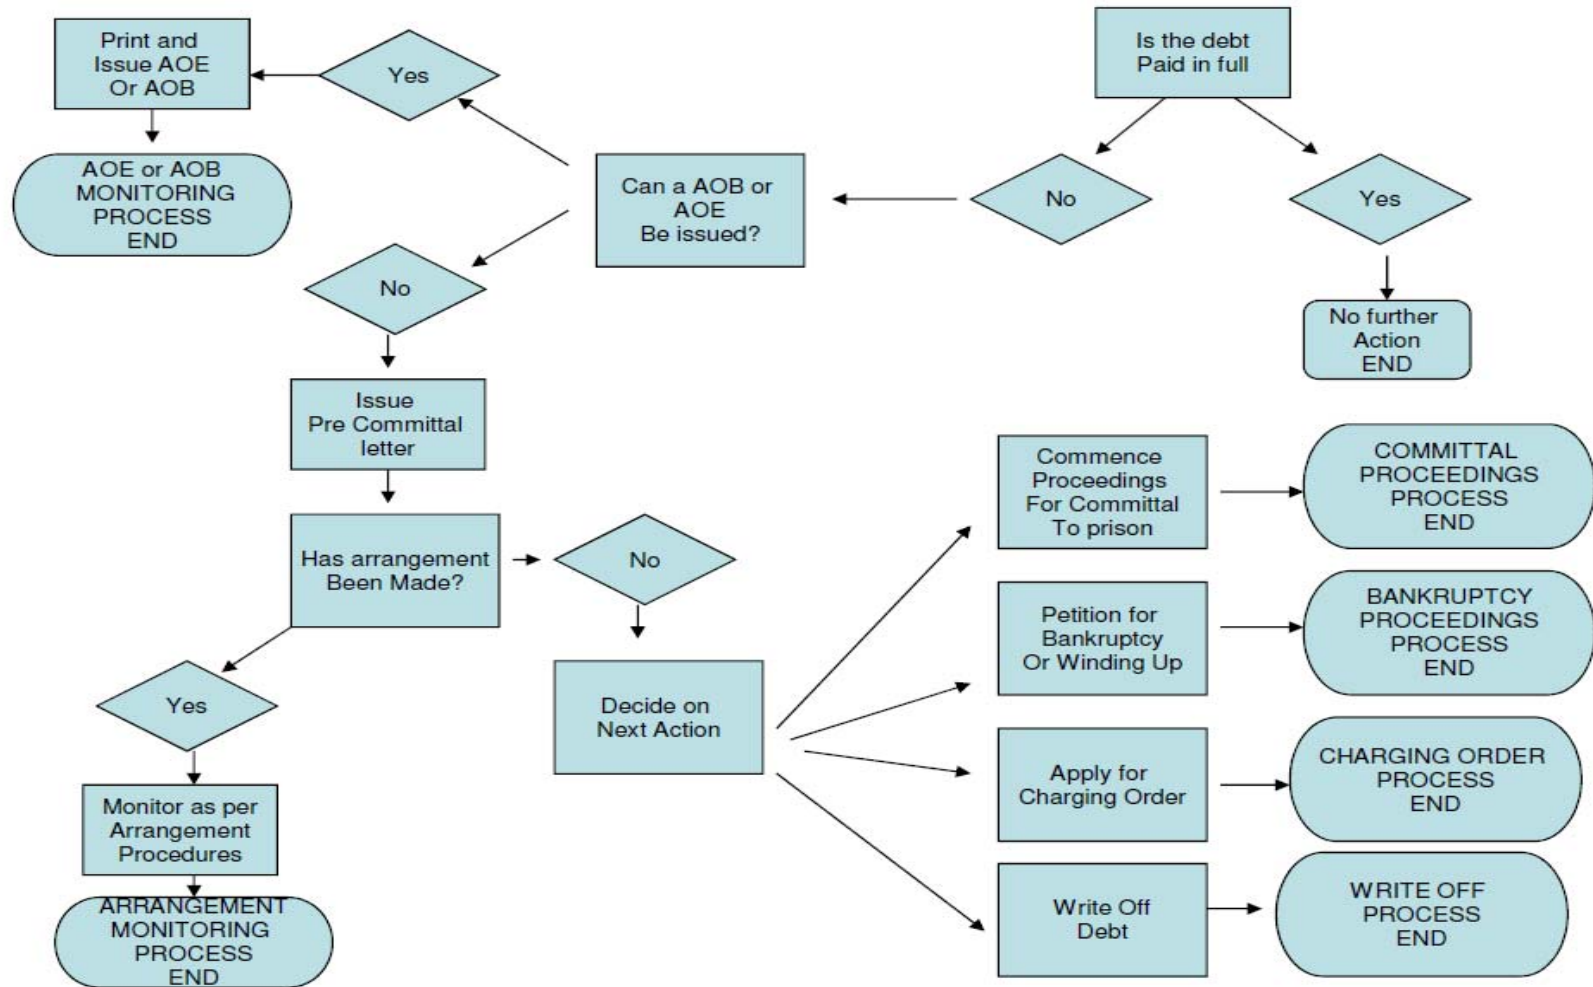 Is the debt
Paid in full
No
Yes
No further
Action
END
Can a AOB or
AOE
Be issued?
Yes
Print and
Issue AOE
Or AOB
AOE or AOB
MONITORING
PROCESS
END
No
Issue
Pre Committal
letter
Has arrangement
Been Made?
No
Yes
Monitor as per
Arrangement
Procedures
ARRANGEMENT
MONITORING
PROCESS
END
Decide on
Next Action
Commence
Proceedings
For Committal
To prison
COMMITTAL
PROCEEDINGS
PROCESS
END
Petition for
Bankruptcy
Or Winding Up
BANKRUPTCY
PROCEEDINGS
PROCESS
END
Apply for
Charging Order
CHARGING ORDER
PROCESS
END
Write Off
Debt
WRITE OFF
PROCESS
END